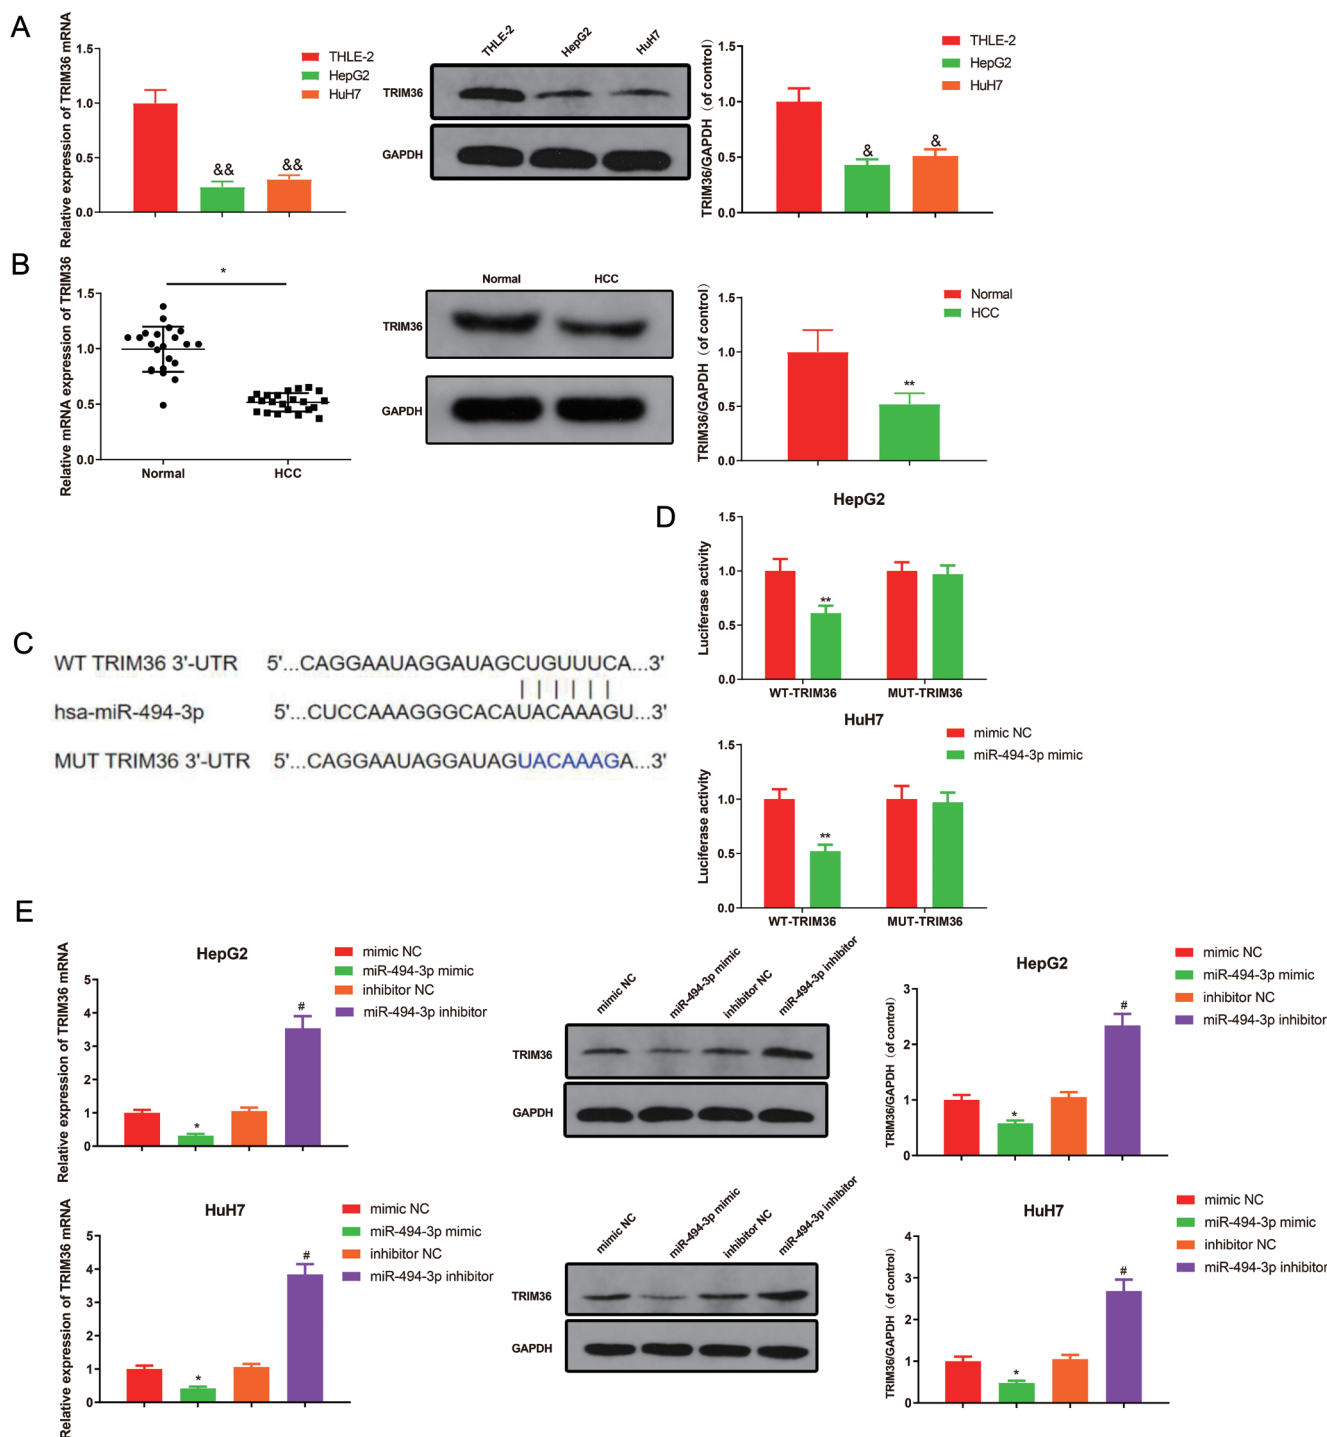 A
Relative expression of TRIM36 mRNA
1.5
1.0
0.5
0.0
&&
&&
THLE-2
HepG2
HuH7
THLE-2
HepG2
HuH7
TRIM36
GAPDH
TRIM36/GAPDH (of control)
1.5
1.0
0.5
0.0
&
&
THLE-2
HepG2
HuH7
B
Relative mRNA expression of TRIM36
1.5
1.0
0.5
0.0
*
Normal
HCC
Normal
HCC
TRIM36
GAPDH
TRIM36/GAPDH (of control)
1.5
1.0
0.5
0.0
**
Normal
HCC
C
WT TRIM36 3'-UTR 5'...CAGGAAUAGGAUAGCUGUUUCA...3'
hsa-miR-494-3p 5'...CUCCAAAGGGCACAUACAAAGU...3'
MUT TRIM36 3'-UTR 5'...CAGGAAUAGGAUAGUACAAAGA...3'
D
HepG2
Luciferase activity
1.5
1.0
0.5
0.0
**
WT-TRIM36
MUT-TRIM36
HuH7
Luciferase activity
1.5
1.0
0.5
0.0
**
WT-TRIM36
MUT-TRIM36
mimic NC
miR-494-3p mimic
E
HepG2
Relative expression of TRIM36 mRNA
5
4
3
2
1
0
*
#
mimic NC
miR-494-3p mimic
inhibitor NC
miR-494-3p inhibitor
mimic NC
miR-494-3p mimic
inhibitor NC
miR-494-3p inhibitor
TRIM36
GAPDH
HepG2
TRIM36/GAPDH (of control)
3
2
1
0
*
#
mimic NC
miR-494-3p mimic
inhibitor NC
miR-494-3p inhibitor
HuH7
Relative expression of TRIM36 mRNA
5
4
3
2
1
0
*
#
mimic NC
miR-494-3p mimic
inhibitor NC
miR-494-3p inhibitor
mimic NC
miR-494-3p mimic
inhibitor NC
miR-494-3p inhibitor
TRIM36
GAPDH
HuH7
TRIM36/GAPDH (of control)
4
3
2
1
0
*
#
mimic NC
miR-494-3p mimic
inhibitor NC
miR-494-3p inhibitor